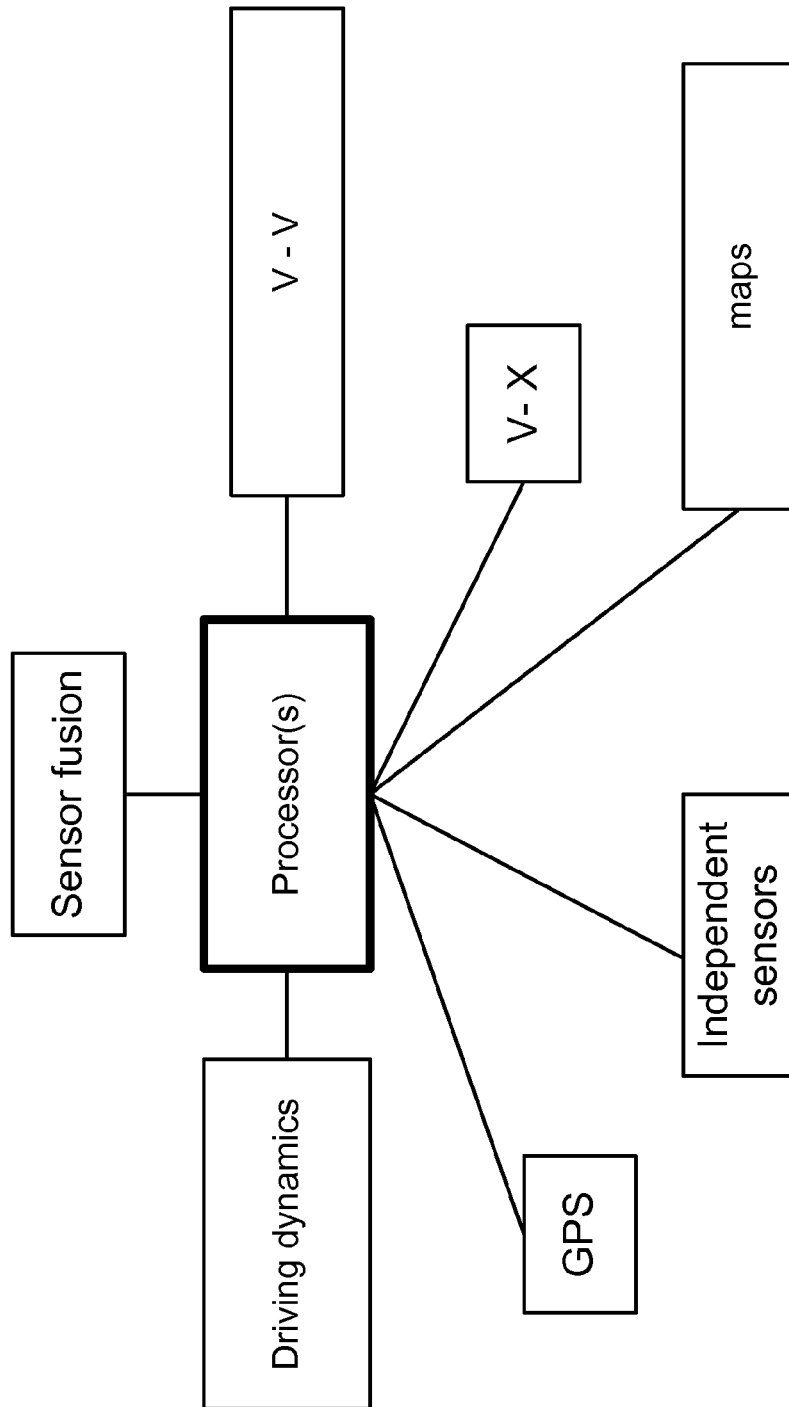 Sensor fusion
Driving dynamics
Processor(s)
V - V
GPS
V- X
Independent
sensors
maps